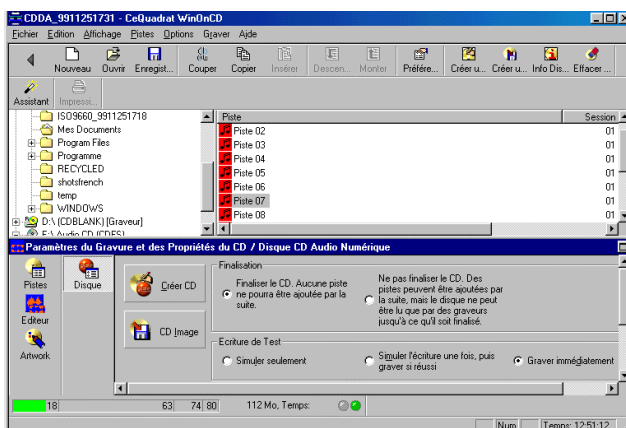 CDDA_9911251731 - CeQuadrat WinOnCD
Fichier Edition Affichage Pistes Options Graver Aide
Nouveau Ouvrir Enregist... Couper Copier Insérer Descen... Monter Préfére... Créer u... Créer u... Info Dis... Effacer ...
Assistant Impressi...
ISO9660_9911251718
Mes Documents
Program Files
Programme
RECYCLED
shotsfrench
temp
WINDOWS
D:\ (CDBLANK) [Graveur]
E:\ Audio CD (CDFS)
Piste Session
Piste 02 01
Piste 03 01
Piste 04 01
Piste 05 01
Piste 06 01
Piste 07 01
Piste 08 01
Paramètres du Gravure et des Propriétés du CD / Disque CD Audio Numérique
Pistes
Editeur
Artwork
Disque
Créer CD
CD Image
Finalisation
Finaliser le CD. Aucune piste
ne pourra être ajoutée par la
suite.
Ne pas finaliser le CD. Des
pistes peuvent être ajoutées par
la suite, mais le disque ne peut
être lu que par des graveurs
jusqu'à ce qu'il soit finalisé.
Ecriture de Test
Simuler seulement
Simuler l'écriture une fois, puis
graver si réussi
Graver immédiatement
18 63 74 80 112 Mo, Temps:
Num Temps: 12:51:12